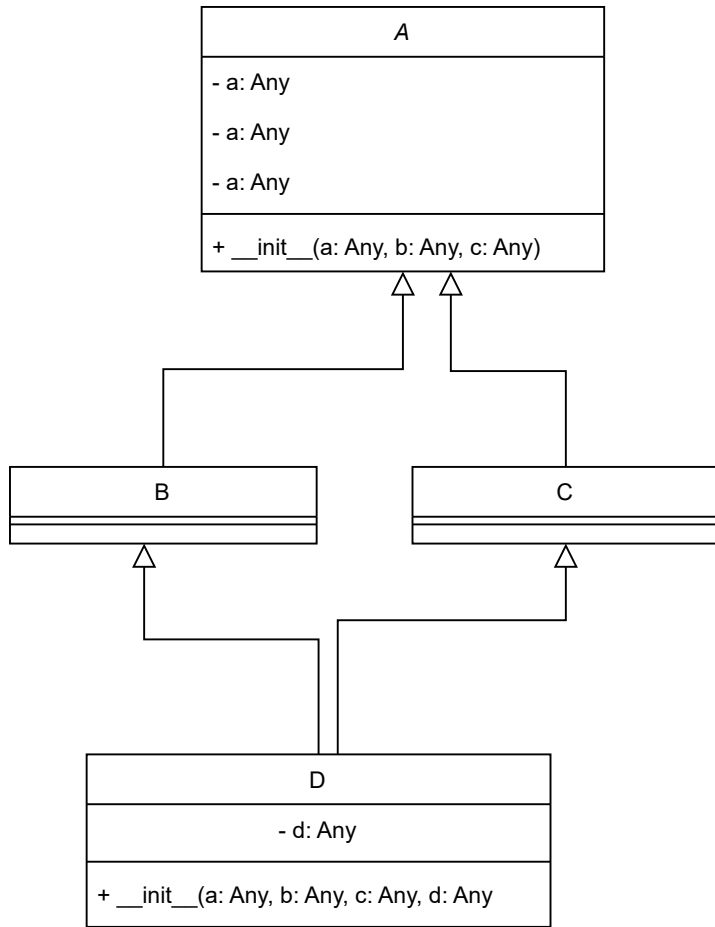 A
- a: Any
- a: Any
- a: Any
+ __init__(a: Any, b: Any, c: Any)
B
C
D
- d: Any
+ __init__(a: Any, b: Any, c: Any, d: Any